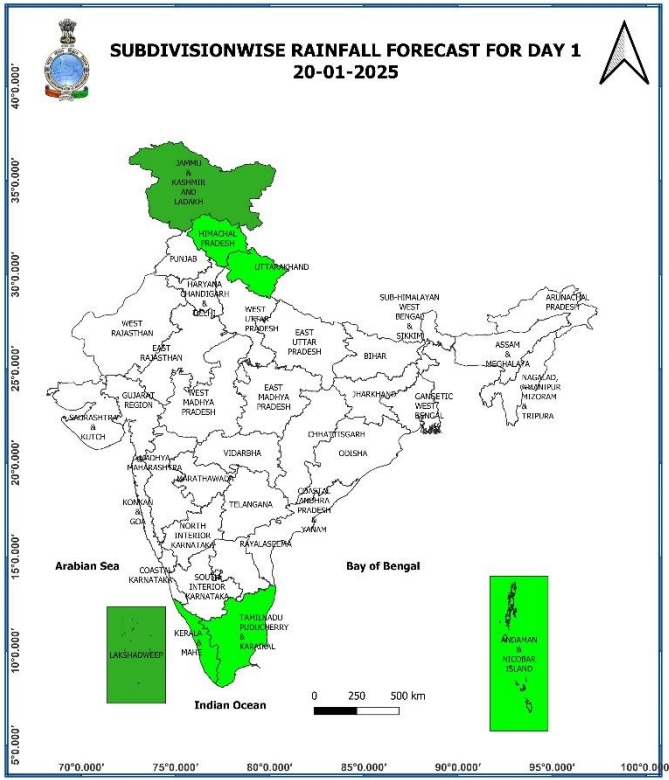 SUBDIVISIONWISE RAINFALL FORECAST FOR DAY 1
20-01-2025
40°0.000'
35°0.000'
30°0.000'
25°0.000'
20°0.000'
15°0.000'
10°0.000'
5°0.000'
JAMMU
&
KASHMIR
AND
LADAKH
HIMACHAL
PRADESH
UTTARAKHAND
PUNJAB
HARYANA
CHANDIGARH
&
DELHI
WEST
UTTAR
PRADESH
EAST
UTTAR
PRADESH
WEST
RAJASTHAN
EAST
RAJASTHAN
SUB-HIMALAYAN
WEST
BENGAL
&
SIKKIM
ARUNACHAL
PRADESH
ASSAM
&
MEGHALAYA
NAGALAD,
MANIPUR
MIZORAM
&
TRIPURA
BIHAR
JHARKHAND
GANGETIC
WEST
BENGAL
GUJARAT
REGION
SAURASHTRA
&
KUTCH
WEST
MADHYA
PRADESH
EAST
MADHYA
PRADESH
CHHATTISGARH
ODISHA
MADHYA
MAHARASHTRA
VIDARBHA
MARATHAWADA
KONKAN
&
GOA
TELANGANA
COASTAL
ANDHRA
PRADESH
&
YANAM
NORTH
INTERIOR
KARNATAKA
RAYALASEEMA
COASTAL
KARNATAKA
SOUTH
INTERIOR
KARNATAKA
Arabian Sea
Bay of Bengal
TAMILNADU
PUDUCHERRY
&
KARAIKAL
KERALA
&
MAHE
LAKSHADWEEP
ANDAMAN
&
NICOBAR
ISLAND
Indian Ocean
0 250 500 km
70°0.000' 75°0.000' 80°0.000' 85°0.000' 90°0.000' 95°0.000' 100°0.000